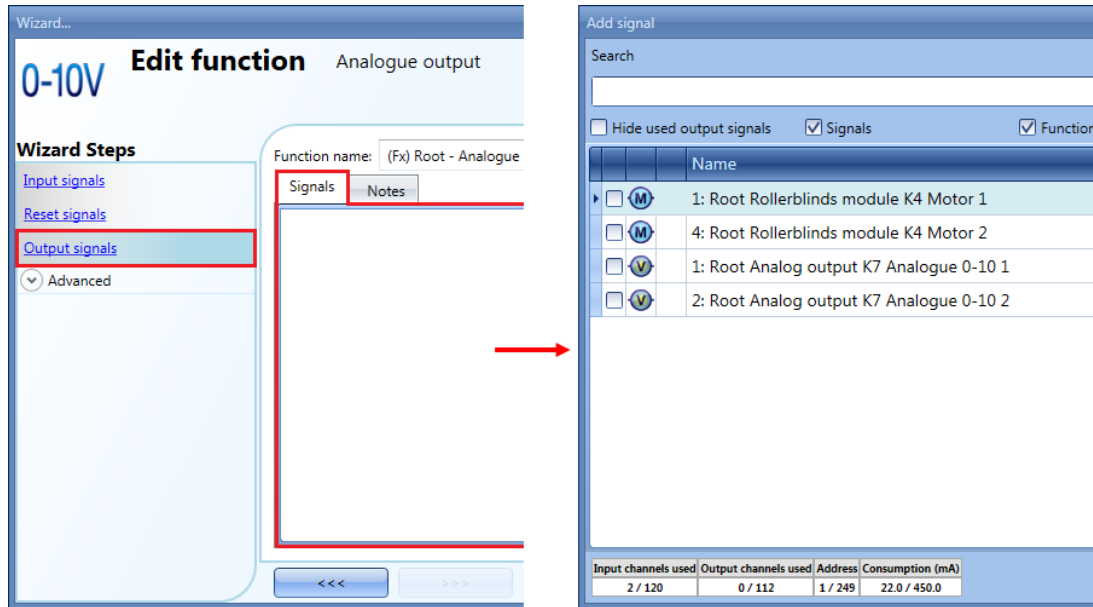 Wizard...
0-10V
Edit function Analogue output
Wizard Steps
Input signals
Reset signals
Output signals
Advanced
Function name: (Fx) Root - Analogue
Signals Notes
<<< >>>
Add signal
Search
Hide used output signals Signals Function
Name
M 1: Root Rollerblinds module K4 Motor 1
M 4: Root Rollerblinds module K4 Motor 2
V 1: Root Analog output K7 Analogue 0-10 1
V 2: Root Analog output K7 Analogue 0-10 2
Input channels used Output channels used Address Consumption (mA)
2 / 120 0 / 112 1 / 249 22.0 / 450.0